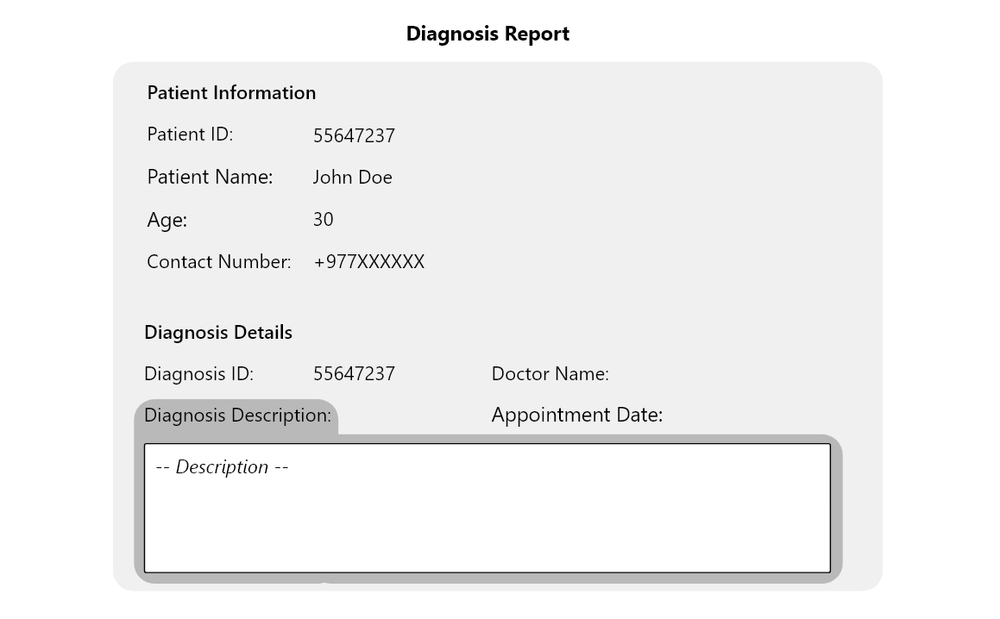 Diagnosis Report
Patient Information
Patient ID: 55647237
Patient Name: John Doe
Age: 30
Contact Number: +977XXXXXX
Diagnosis Details
Diagnosis ID: 55647237 Doctor Name:
Diagnosis Description: Appointment Date:
-- Description --